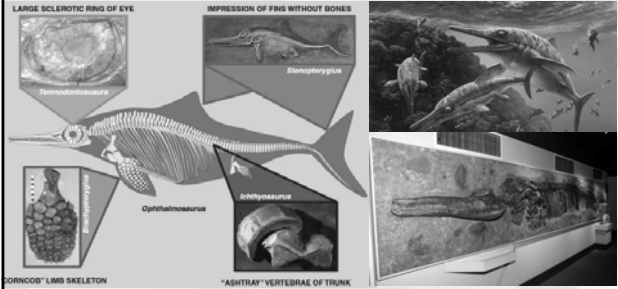 LARGE SCLEROTIC RING OF EYE
IMPRESSION OF FINS WITHOUT BONES
Stenopterygius
Temnodontosuaurs
Brachypterygius
Ophthalmosaurus
Ichthyosaurus
CORNCOB" LIMB SKELETON
"ASHTRAY" VERTEBRAE OF TRUNK